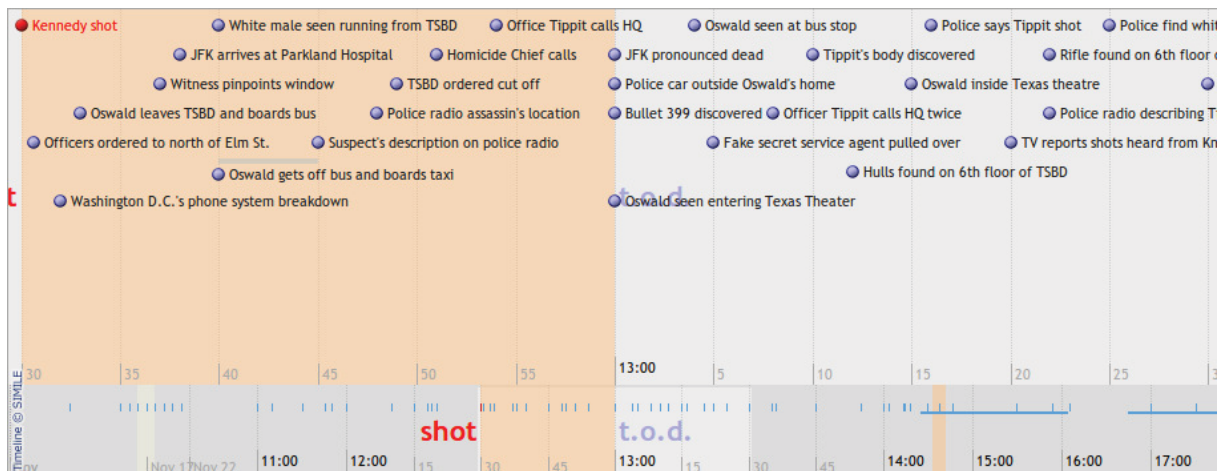 Kennedy shot
White male seen running from TSBD
Office Tippit calls HQ
Oswald seen at bus stop
Police says Tippit shot
Police find whit
JFK arrives at Parkland Hospital
Homicide Chief calls
JFK pronounced dead
Tippit's body discovered
Rifle found on 6th floor
Witness pinpoints window
TSBD ordered cut off
Police car outside Oswald's home
Oswald inside Texas theatre
Oswald leaves TSBD and boards bus
Police radio assassin's location
Bullet 399 discovered
Officer Tippit calls HQ twice
Police radio describing T
Officers ordered to north of Elm St.
Suspect's description on police radio
Fake secret service agent pulled over
TV reports shots heard from Kn
Oswald gets off bus and boards taxi
Hulls found on 6th floor of TSBD
t
t.o.d.
Washington D.C.'s phone system breakdown
Oswald seen entering Texas Theater
30
35
40
45
50
55
13:00
5
10
15
20
25
3
Timeline © SIMILE
shot
t.o.d.
ov
Nov 17
Nov 22
11:00
12:00
15
30
45
13:00
15
30
45
14:00
15:00
16:00
17:00